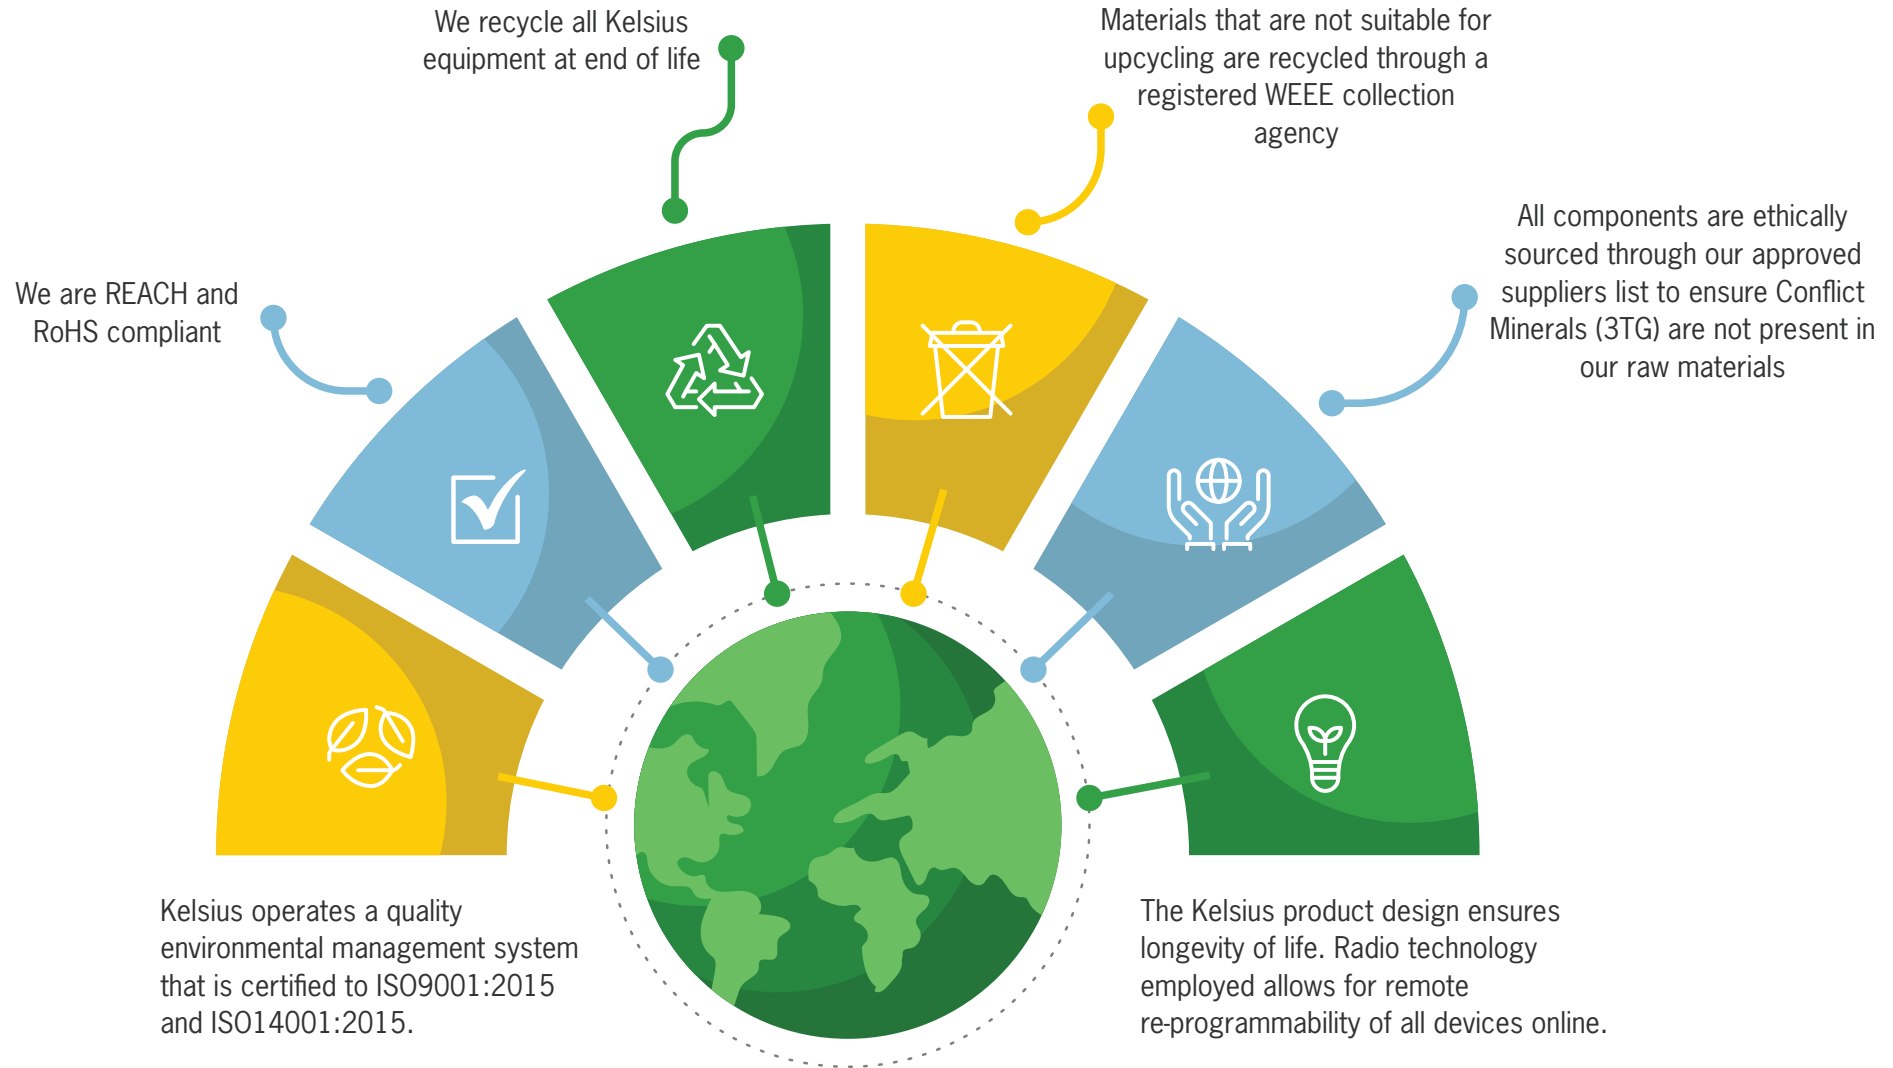 We recycle all Kelsius
equipment at end of life
Materials that are not suitable for
upcycling are recycled through a
registered WEEE collection
agency
All components are ethically
sourced through our approved
suppliers list to ensure Conflict
Minerals (3TG) are not present in
our raw materials
We are REACH and
RoHS compliant
Kelsius operates a quality
environmental management system
that is certified to ISO9001:2015
and ISO14001:2015.
The Kelsius product design ensures
longevity of life. Radio technology
employed allows for remote
re-programmability of all devices online.